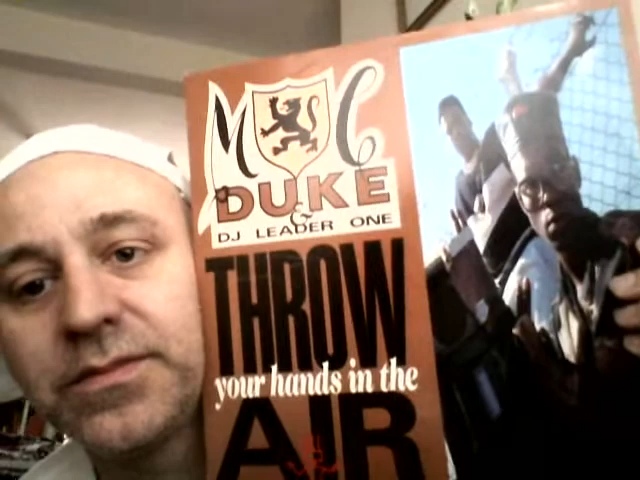 MC
DUKE
&
DJ LEADER ONE
THROW
your hands in the
AIR